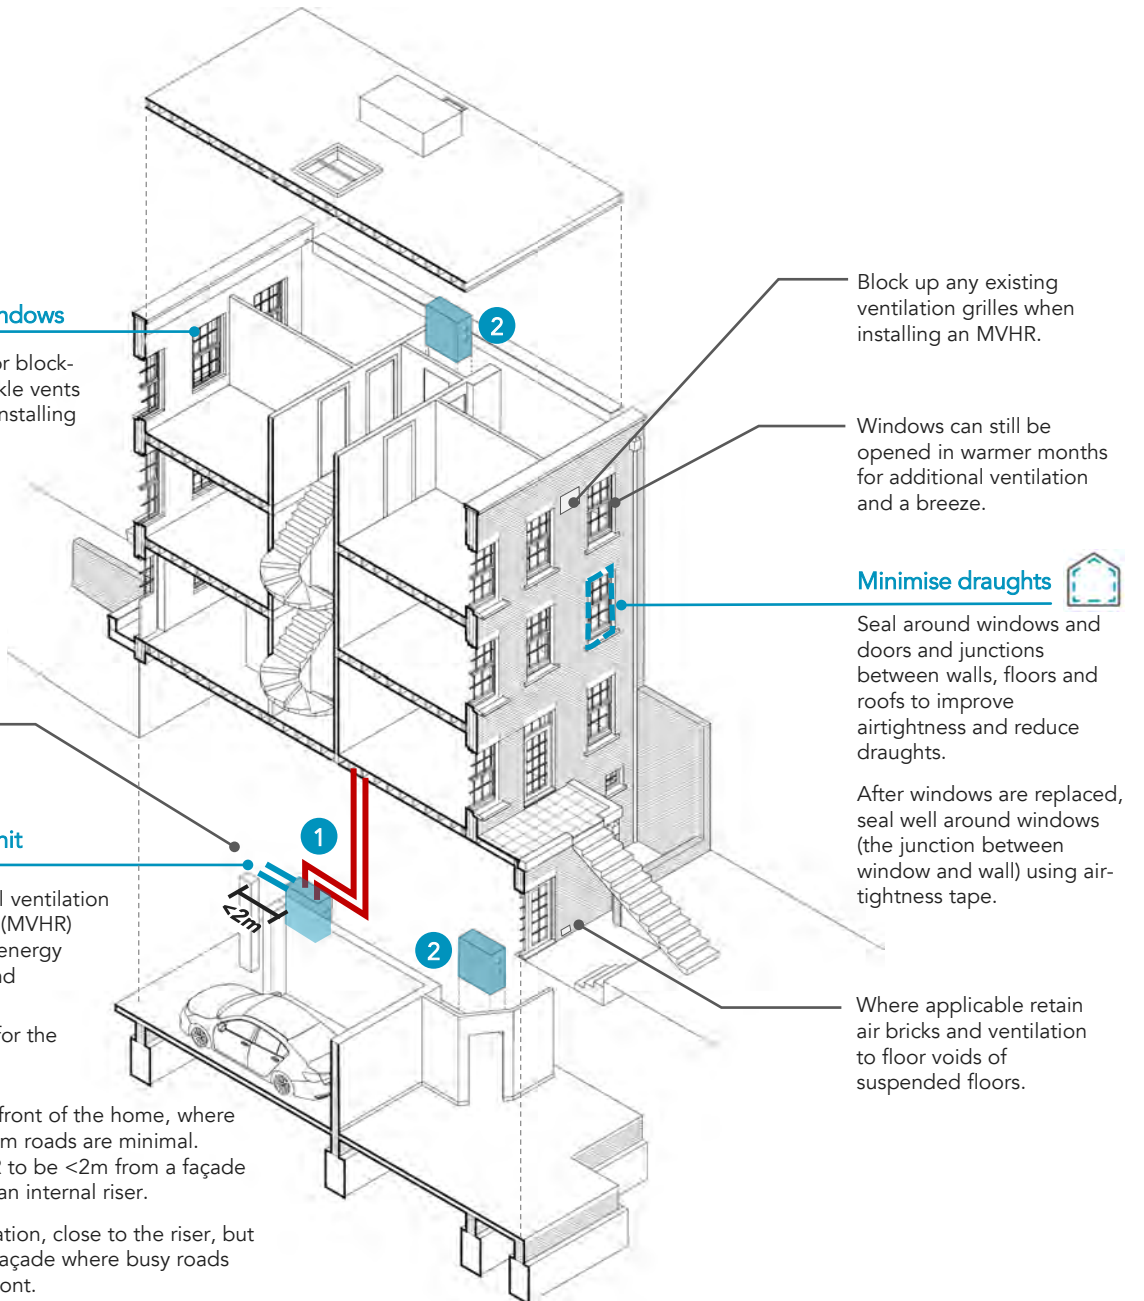 ndows
or block-
kle vents
nstalling
2
Block up any existing
ventilation grilles when
installing an MVHR.
Windows can still be
opened in warmer months
for additional ventilation
and a breeze.
Minimise draughts
Seal around windows and
doors and junctions
between walls, floors and
roofs to improve
airtightness and reduce
draughts.
After windows are replaced,
seal well around windows
(the junction between
window and wall) using air-
tightness tape.
1
nit
l ventilation
(MVHR)
energy
nd
for the
<2m
2
front of the home, where
m roads are minimal.
2 to be <2m from a façade
an internal riser.
ation, close to the riser, but
açade where busy roads
ont.
Where applicable retain
air bricks and ventilation
to floor voids of
suspended floors.